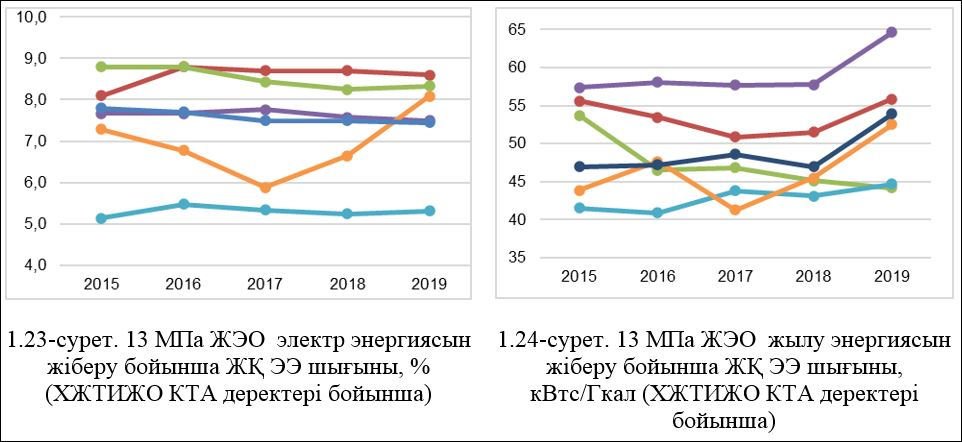 10,0
9,0
8,0
7,0
6,0
5,0
4,0
2015 2016 2017 2018 2019
1.23-сурет. 13 МПа ЖЭО электр энергиясын
жіберу бойынша ЖҚ ЭЭ шығыны, %
(ХЖТИЖО КТА деректері бойынша)
65
60
55
50
45
40
35
2015 2016 2017 2018 2019
1.24-сурет. 13 МПа ЖЭО жылу энергиясын
жіберу бойынша ЖҚ ЭЭ шығыны,
кВтс/Гкал (ХЖТИЖО КТА деректері
бойынша)